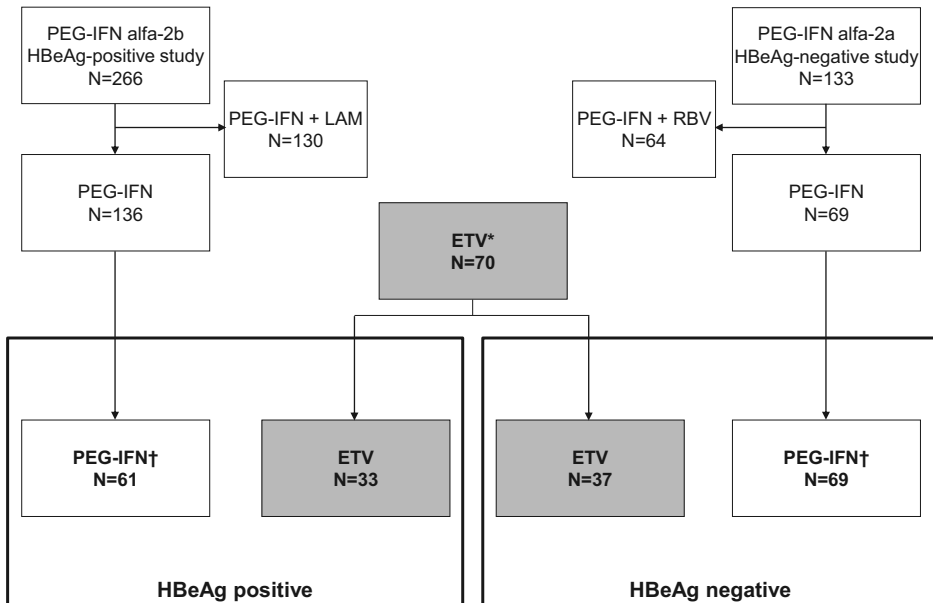 PEG-IFN alfa-2b
HBeAg-positive study
N=266
PEG-IFN alfa-2a
HBeAg-negative study
N=133
PEG-IFN + LAM
N=130
PEG-IFN + RBV
N=64
PEG-IFN
N=136
PEG-IFN
N=69
ETV*
N=70
PEG-IFN†
N=61
ETV
N=33
ETV
N=37
PEG-IFN†
N=69
HBeAg positive
HBeAg negative